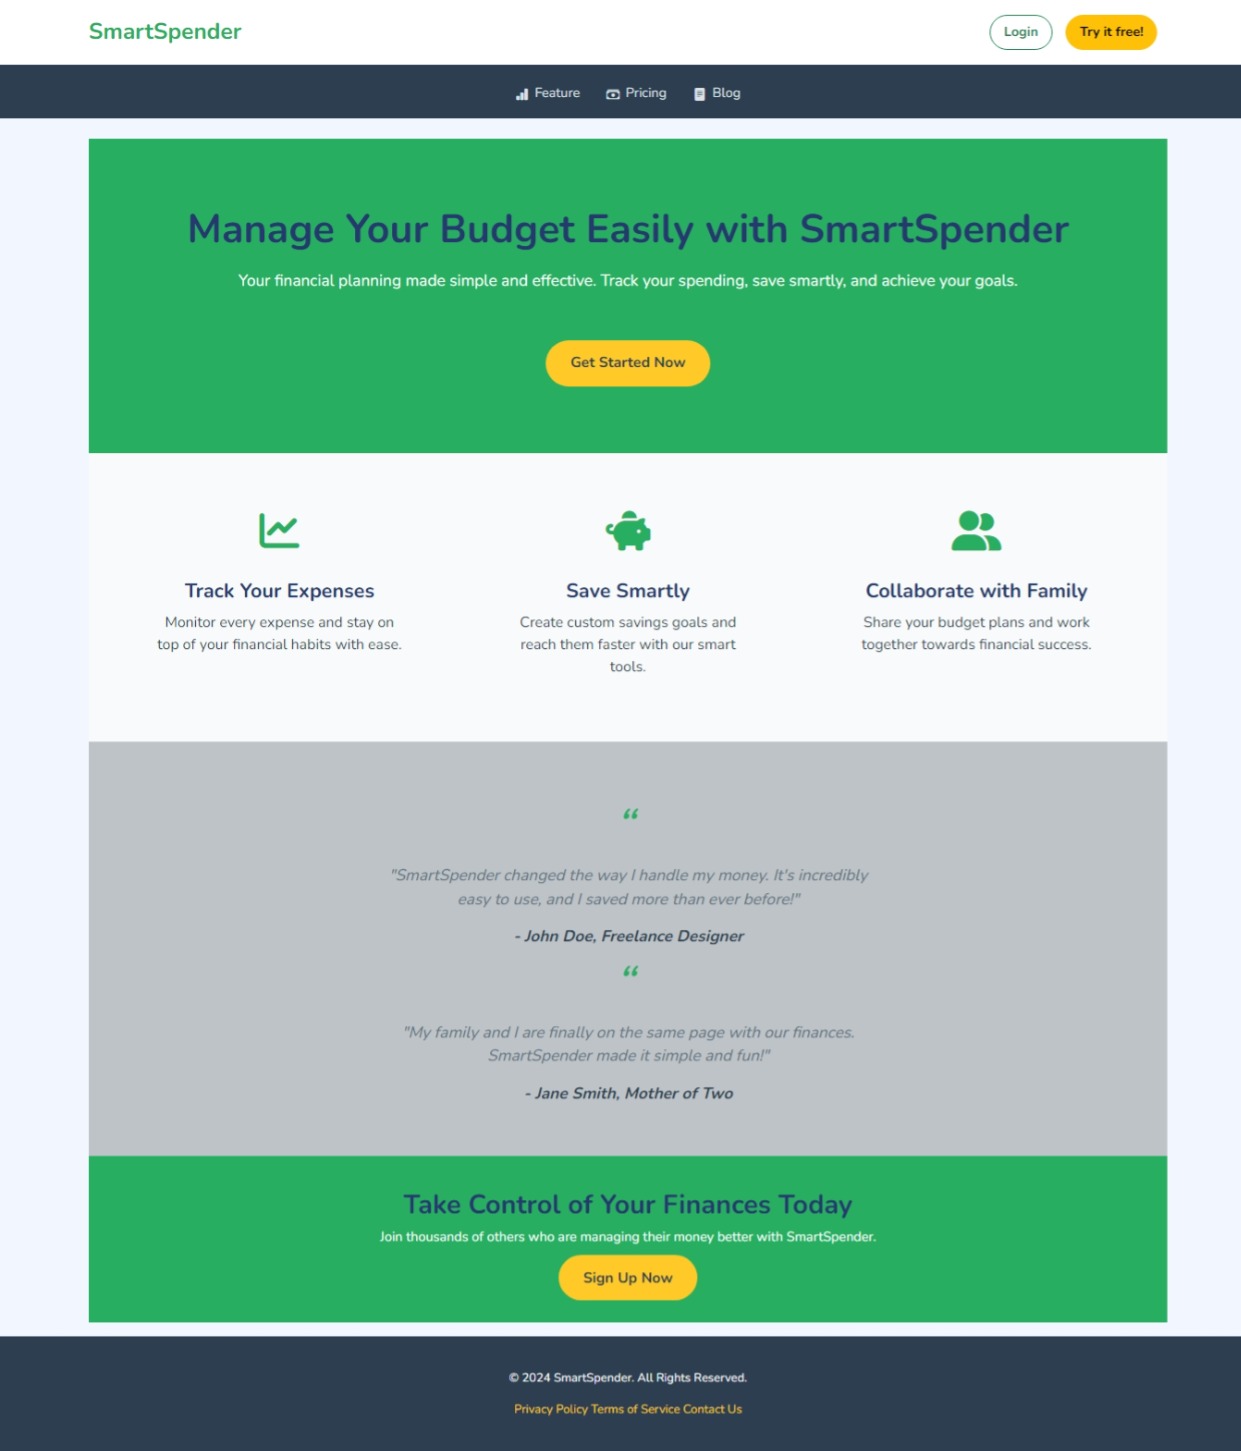 SmartSpender
Login
Try it free!
Feature
Pricing
Blog
Manage Your Budget Easily with SmartSpender
Your financial planning made simple and effective. Track your spending, save smartly, and achieve your goals.
Get Started Now
Track Your Expenses
Monitor every expense and stay on
top of your financial habits with ease.
Save Smartly
Create custom savings goals and
reach them faster with our smart
tools.
Collaborate with Family
Share your budget plans and work
together towards financial success.
“
"SmartSpender changed the way I handle my money. It's incredibly
easy to use, and I saved more than ever before!"
- John Doe, Freelance Designer
“
"My family and I are finally on the same page with our finances.
SmartSpender made it simple and fun!"
- Jane Smith, Mother of Two
Take Control of Your Finances Today
Join thousands of others who are managing their money better with SmartSpender.
Sign Up Now
© 2024 SmartSpender. All Rights Reserved.
Privacy Policy Terms of Service Contact Us